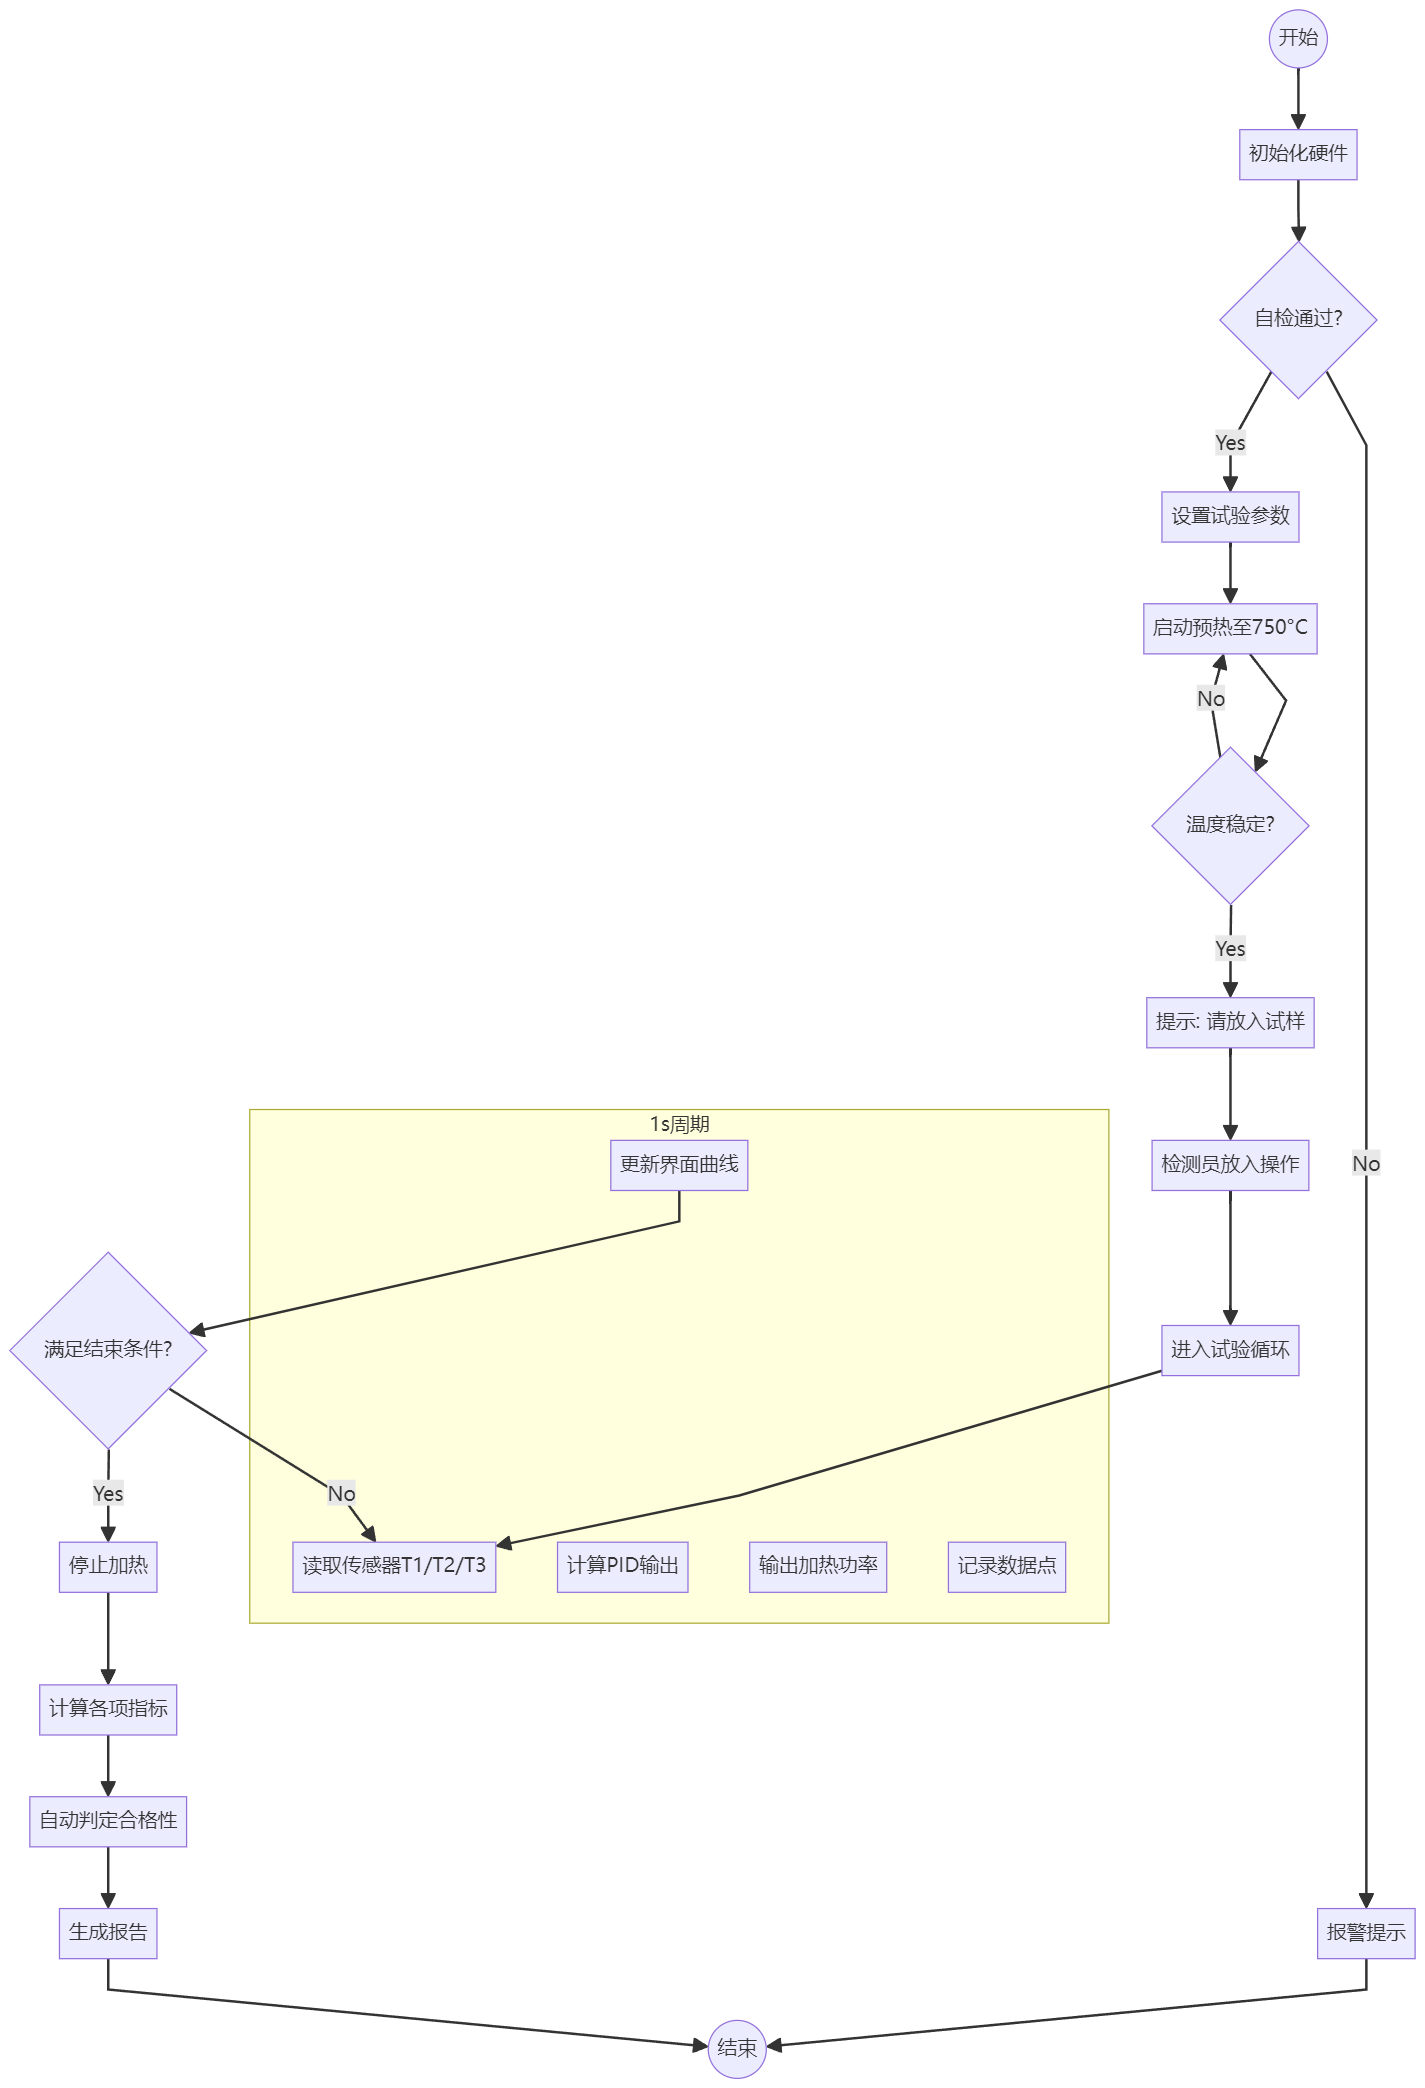 开始
初始化硬件
自检通过?
Yes
设置试验参数
启动预热至750°C
No
温度稳定?
Yes
提示: 请放入试样
1s周期
更新界面曲线
检测员放入操作
No
满足结束条件?
进入试验循环
Yes
No
停止加热
读取传感器T1/T2/T3
计算PID输出
输出加热功率
记录数据点
计算各项指标
自动判定合格性
生成报告
报警提示
结束